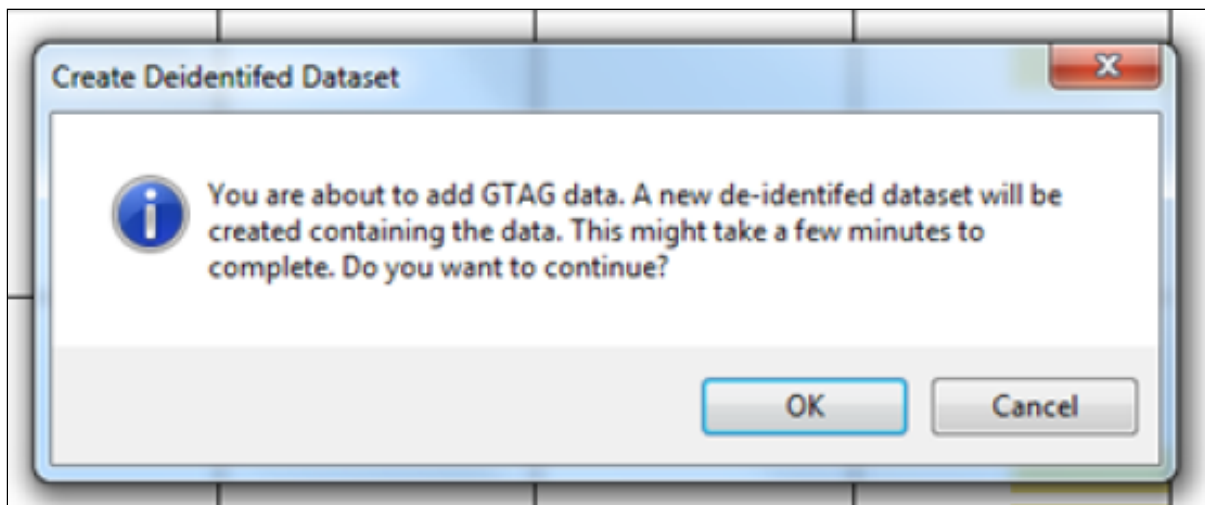 Create Deidentifed Dataset
You are about to add GTAG data. A new de-identifed dataset will be
created containing the data. This might take a few minutes to
complete. Do you want to continue?
OK Cancel